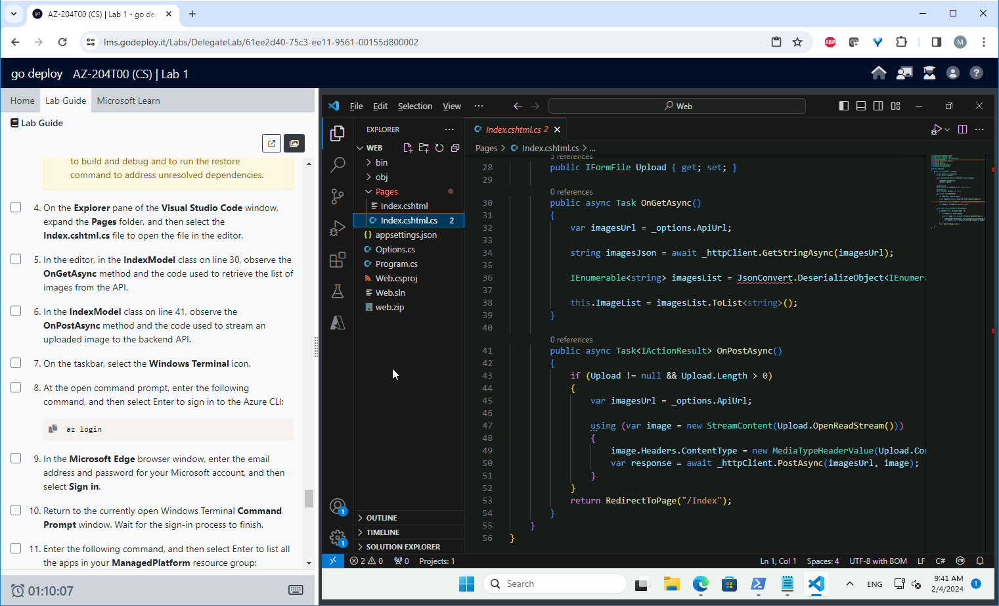 AZ-204T00 (CS) | Lab 1 - go dep
lms.godeploy.it/Labs/DelegateLab/61ee2d40-75c3-ee11-9561-00155d800002
ABP
M
go deploy AZ-204T00 (CS) | Lab 1
Home Lab Guide Microsoft Learn
Lab Guide
to build and debug and to run the restore
command to address unresolved dependencies.
4. On the Explorer pane of the Visual Studio Code window,
expand the Pages folder, and then select the
Index.cshtml.cs file to open the file in the editor.
5. In the editor, in the IndexModel class on line 30, observe the
OnGetAsync method and the code used to retrieve the list of
images from the API.
6. In the IndexModel class on line 41, observe the
OnPostAsync method and the code used to stream an
uploaded image to the backend API.
7. On the taskbar, select the Windows Terminal icon.
8. At the open command prompt, enter the following
command, and then select Enter to sign in to the Azure CLI:
az login
9. In the Microsoft Edge browser window, enter the email
address and password for your Microsoft account, and then
select Sign in.
10. Return to the currently open Windows Terminal Command
Prompt window. Wait for the sign-in process to finish.
11. Enter the following command, and then select Enter to list all
the apps in your ManagedPlatform resource group:
01:10:07
File Edit Selection View ··· Web
EXPLORER ···
WEB
bin
obj
Pages
Index.cshtml
Index.cshtml.cs 2
{} appsettings.json
C# Options.cs
C# Program.cs
Web.csproj
Web.sln
web.zip
OUTLINE
TIMELINE
SOLUTION EXPLORER
1
1
C# Index.cshtml.cs 2
Pages > C# Index.cshtml.cs > ...
5 references
28 public IFormFile Upload { get; set; }
29
0 references
30 public async Task OnGetAsync()
31 {
32 var imagesUrl = _options.ApiUrl;
33
34 string imagesJson = await _httpClient.GetStringAsync(imagesUrl);
35
36 IEnumerable<string> imagesList = JsonConvert.DeserializeObject<IEnumera
37
38 this.ImageList = imagesList.ToList<string>();
39 }
40
0 references
41 public async Task<IActionResult> OnPostAsync()
42 {
43 if (Upload != null && Upload.Length > 0)
44 {
45 var imagesUrl = _options.ApiUrl;
46
47 using (var image = new StreamContent(Upload.OpenReadStream()))
48 {
49 image.Headers.ContentType = new MediaTypeHeaderValue(Upload.Con
50 var response = await _httpClient.PostAsync(imagesUrl, image);
51 }
52 }
53 return RedirectToPage("/Index");
54 }
55 }
56 }
2 0 0 Projects: 1 Ln 1, Col 1 Spaces: 4 UTF-8 with BOM LF C#
Search ENG 9:41 AM
2/4/2024 1